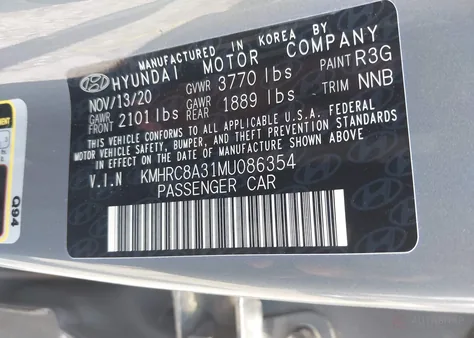 MANUFACTURED IN KOREA BY
HYUNDAI MOTOR COMPANY
NOV/13/20 GVWR 3770 lbs PAINT R3G
GAWR FRONT 2101 lbs GAWR REAR 1889 lbs TRIM NNB
THIS VEHICLE CONFORMS TO ALL APPLICABLE U.S.A. FEDERAL
MOTOR VEHICLE SAFETY, BUMPER, AND THEFT PREVENTION STANDARDS
IN EFFECT ON THE DATE OF MANUFACTURE SHOWN ABOVE
V.I.N KMHRC8A31MU086354
PASSENGER CAR
Q94